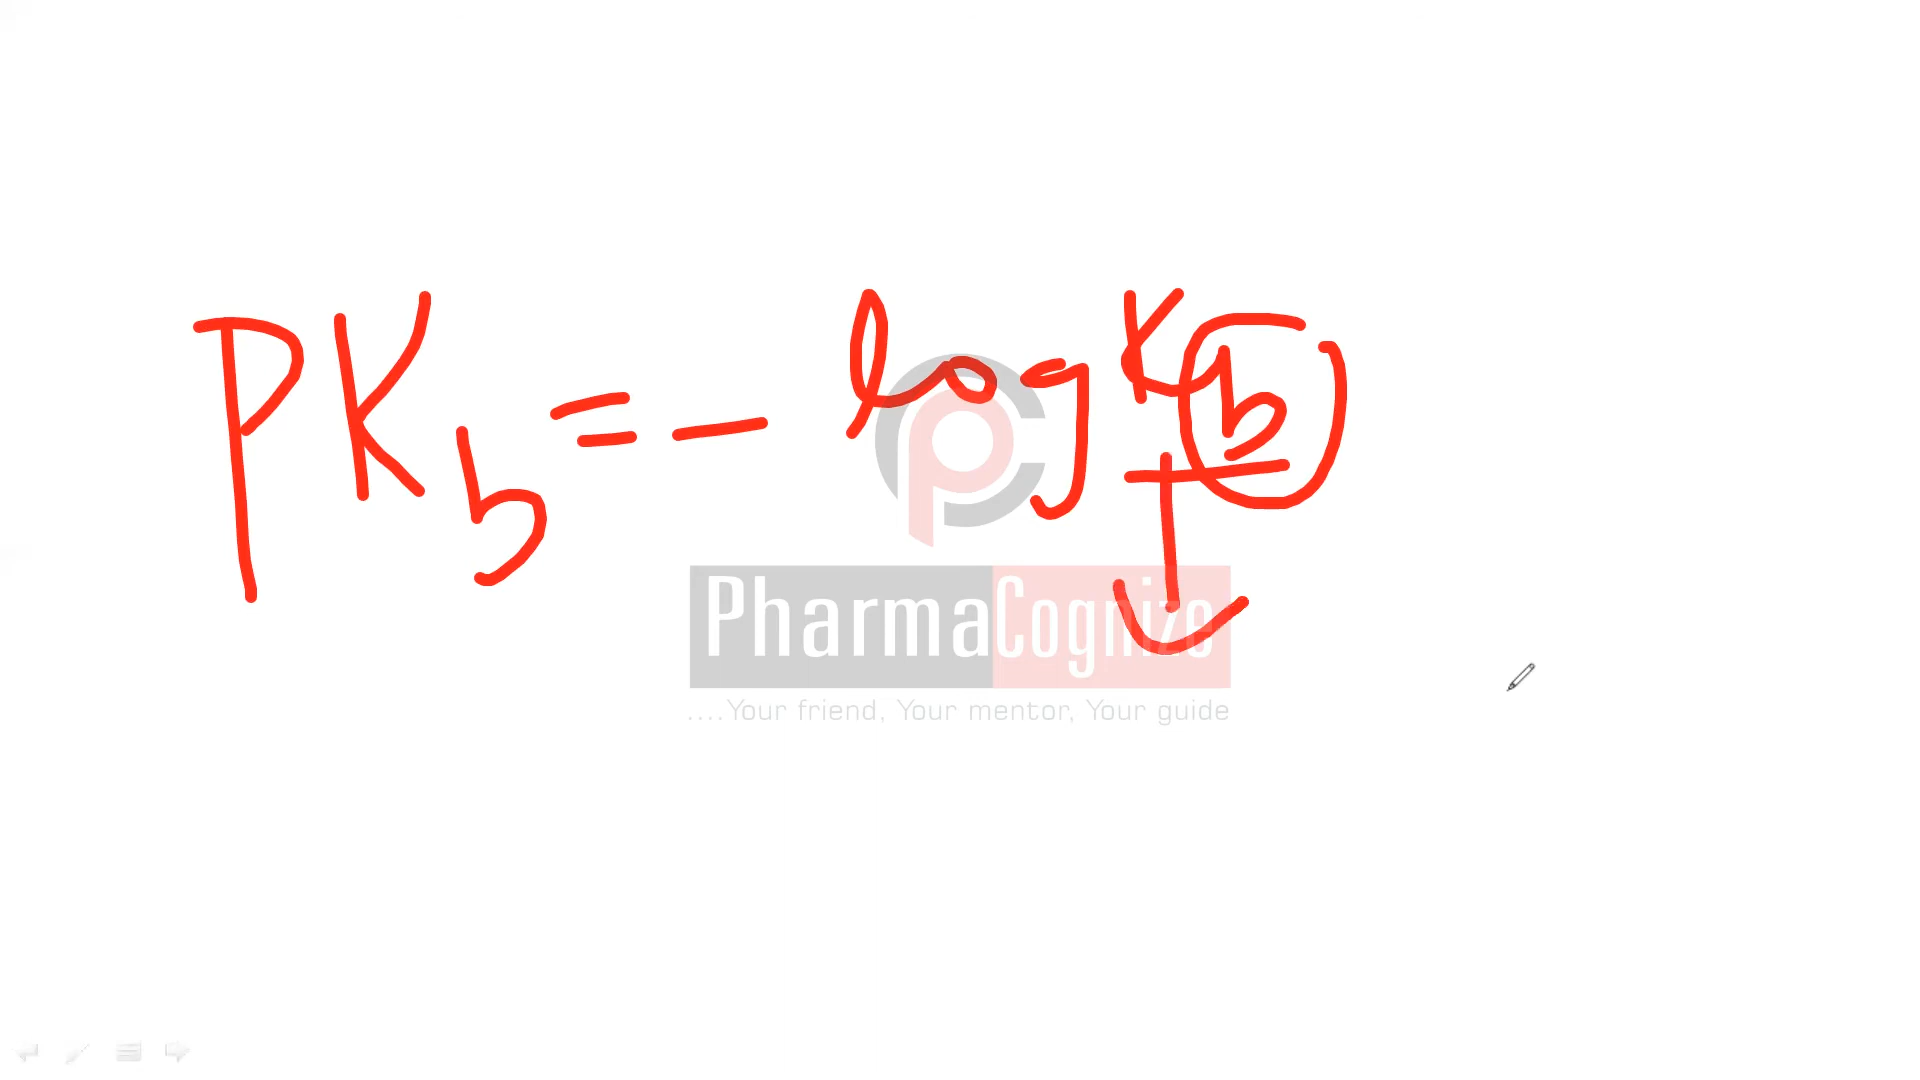 PKb = - log Kb
PharmaCognize
....Your friend, Your mentor, Your guide